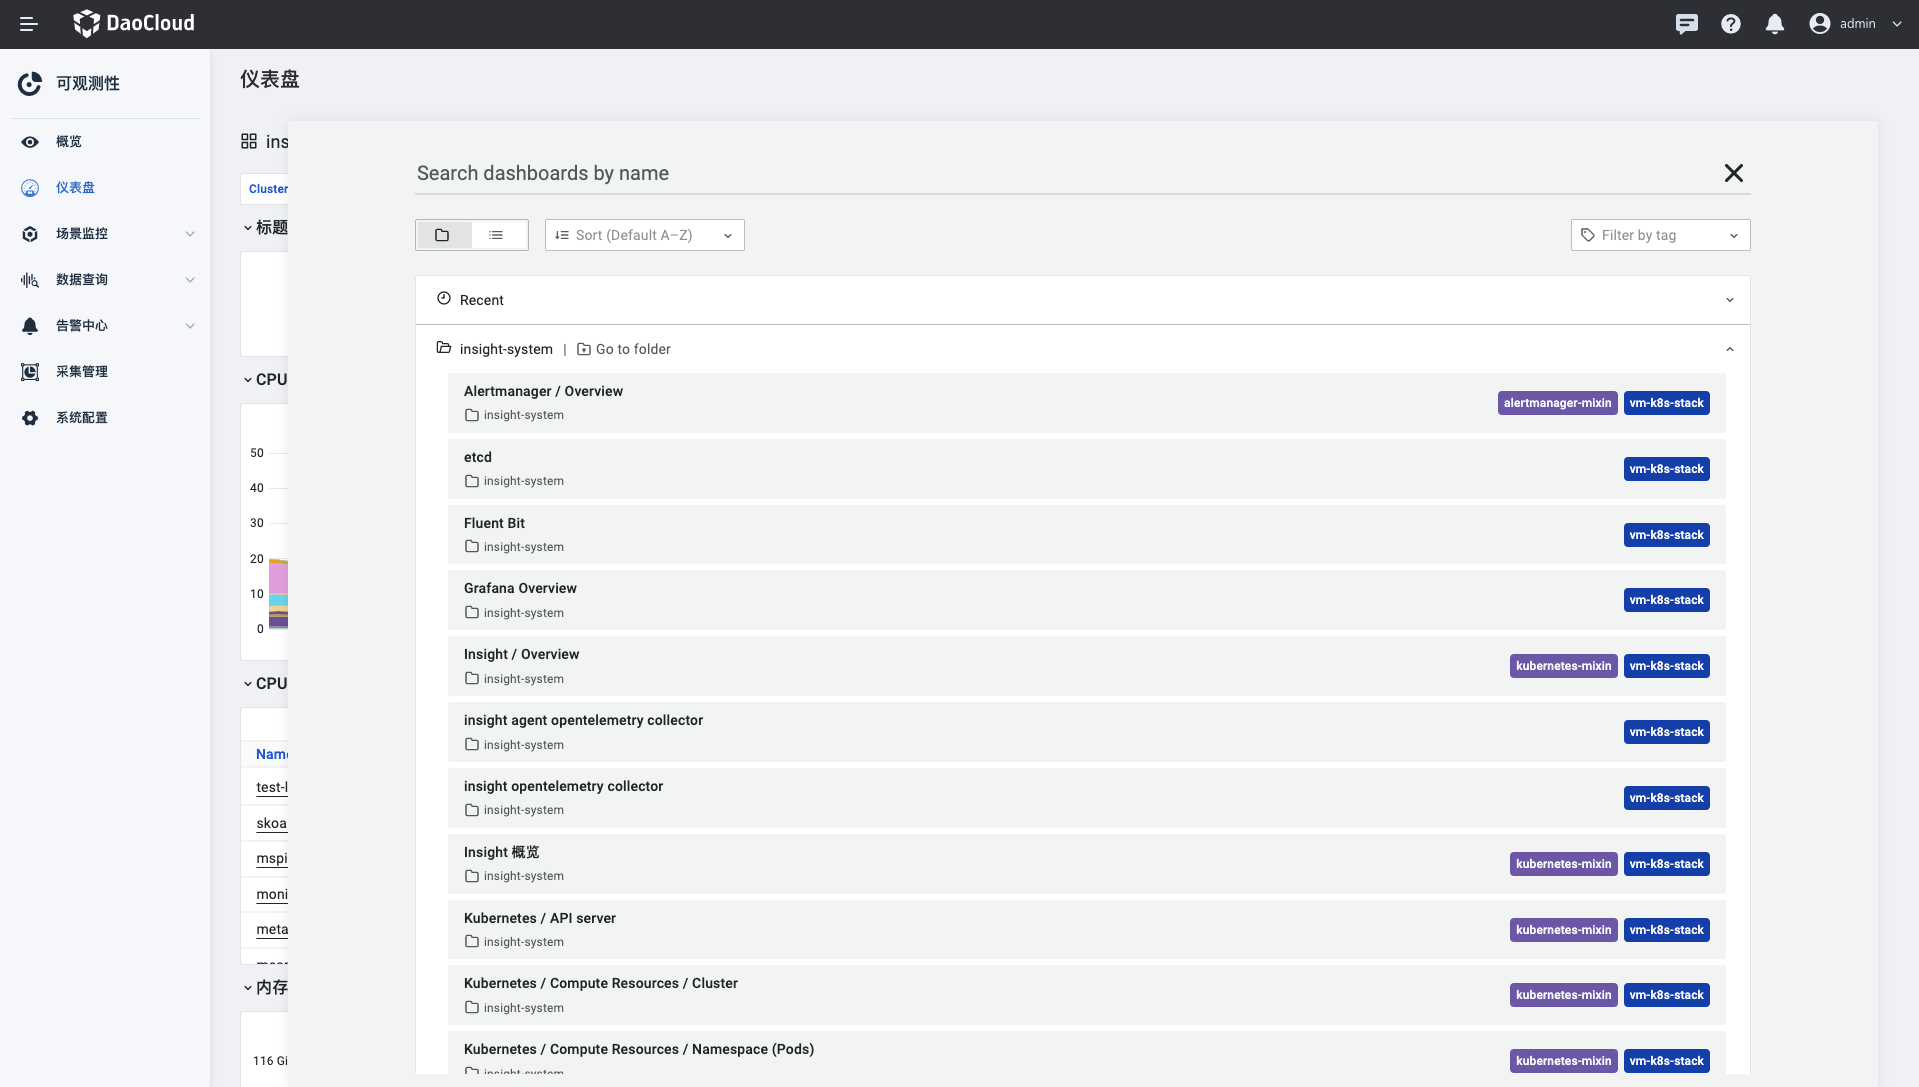 DaoCloud
admin
可观测性
概览
仪表盘
场景监控
数据查询
告警中心
采集管理
系统配置
仪表盘
ins
Cluster
标题
CPU
50
40
30
20
10
0
CPU
Name
test-l
skoa
mspi
moni
meta
内存
116 Gi
Search dashboards by name
Sort (Default A–Z)
Filter by tag
Recent
insight-system | Go to folder
Alertmanager / Overview
insight-system
alertmanager-mixin vm-k8s-stack
etcd
insight-system
vm-k8s-stack
Fluent Bit
insight-system
vm-k8s-stack
Grafana Overview
insight-system
vm-k8s-stack
Insight / Overview
insight-system
kubernetes-mixin vm-k8s-stack
insight agent opentelemetry collector
insight-system
vm-k8s-stack
insight opentelemetry collector
insight-system
vm-k8s-stack
Insight 概览
insight-system
kubernetes-mixin vm-k8s-stack
Kubernetes / API server
insight-system
kubernetes-mixin vm-k8s-stack
Kubernetes / Compute Resources / Cluster
insight-system
kubernetes-mixin vm-k8s-stack
Kubernetes / Compute Resources / Namespace (Pods)
insight-system
kubernetes-mixin vm-k8s-stack